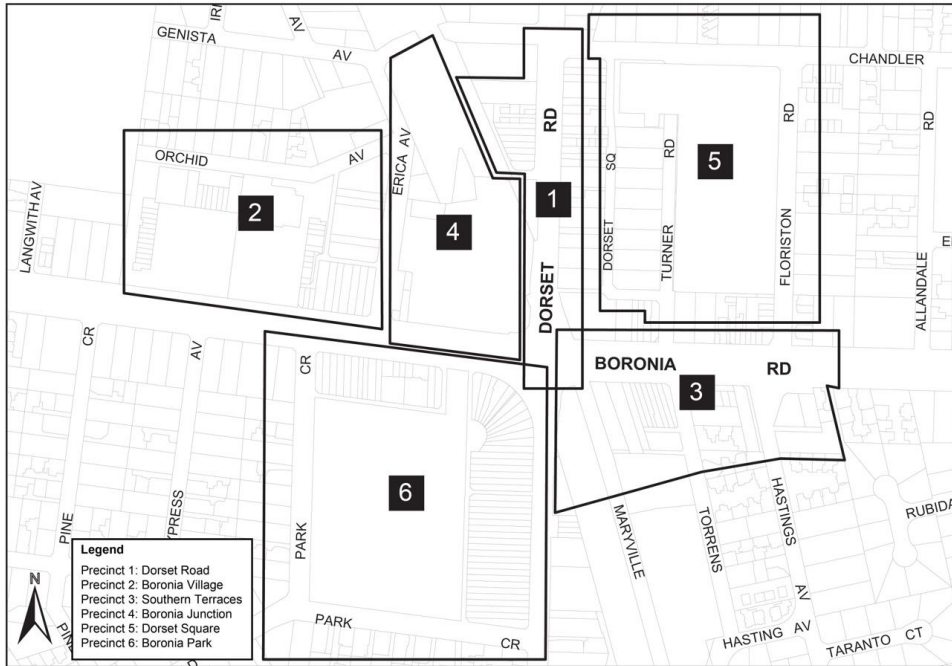 GENISTA
AV
AV
CHANDLER
RD
RD
ORCHID
AV
ERICA AV
LANGWITH AV
1
2
4
5
SQ
RD
DORSET
DORSET
TURNER
FLORISTON
RD
ALLANDALE
E
BORONIA RD
3
CR
AV
CR
PINE
YPRESS
PARK
6
MARYVILLE
TORRENS
HASTINGS
AV
RUBIDA
HASTING AV
TARANTO CT
PARK
CR
N
Legend
Precinct 1: Dorset Road
Precinct 2: Boronia Village
Precinct 3: Southern Terraces
Precinct 4: Boronia Junction
Precinct 5: Dorset Square
Precinct 6: Boronia Park